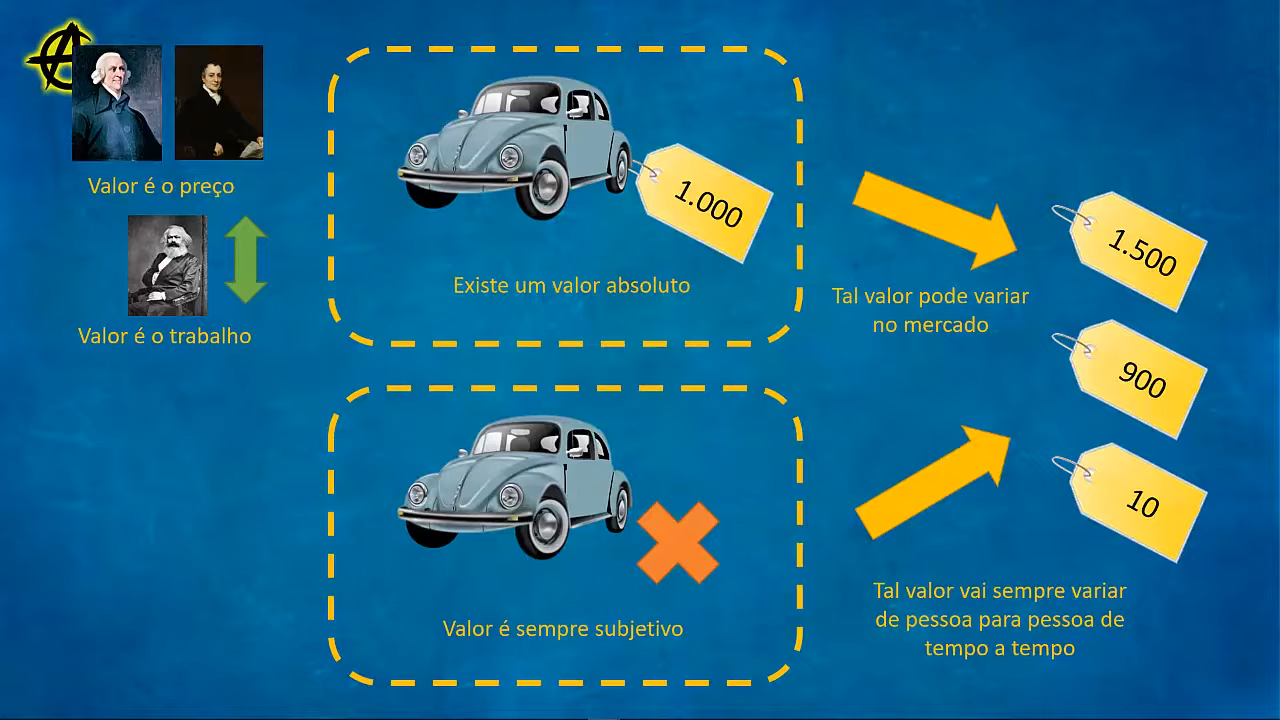 Valor é o preço
Valor é o trabalho
1.000
Existe um valor absoluto
Tal valor pode variar
no mercado
1.500
900
10
Valor é sempre subjetivo
Tal valor vai sempre variar
de pessoa para pessoa de
tempo a tempo